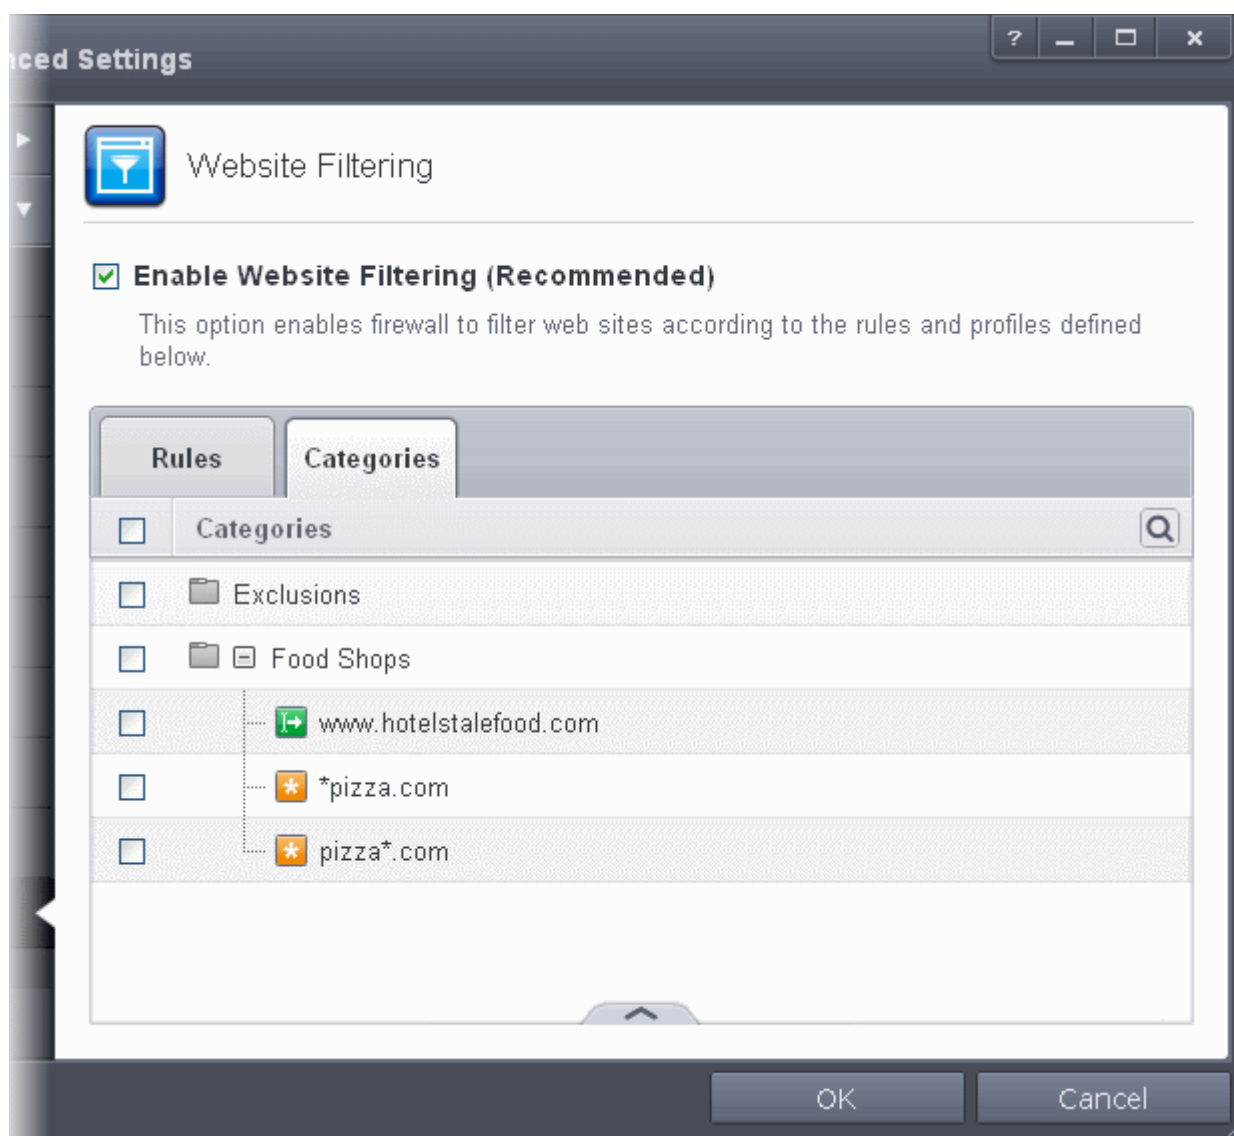 nced Settings
?
Website Filtering
Enable Website Filtering (Recommended)
This option enables firewall to filter web sites according to the rules and profiles defined
below.
Rules
Categories
Categories
Exclusions
Food Shops
www.hotelstalefood.com
*pizza.com
pizza*.com
OK
Cancel